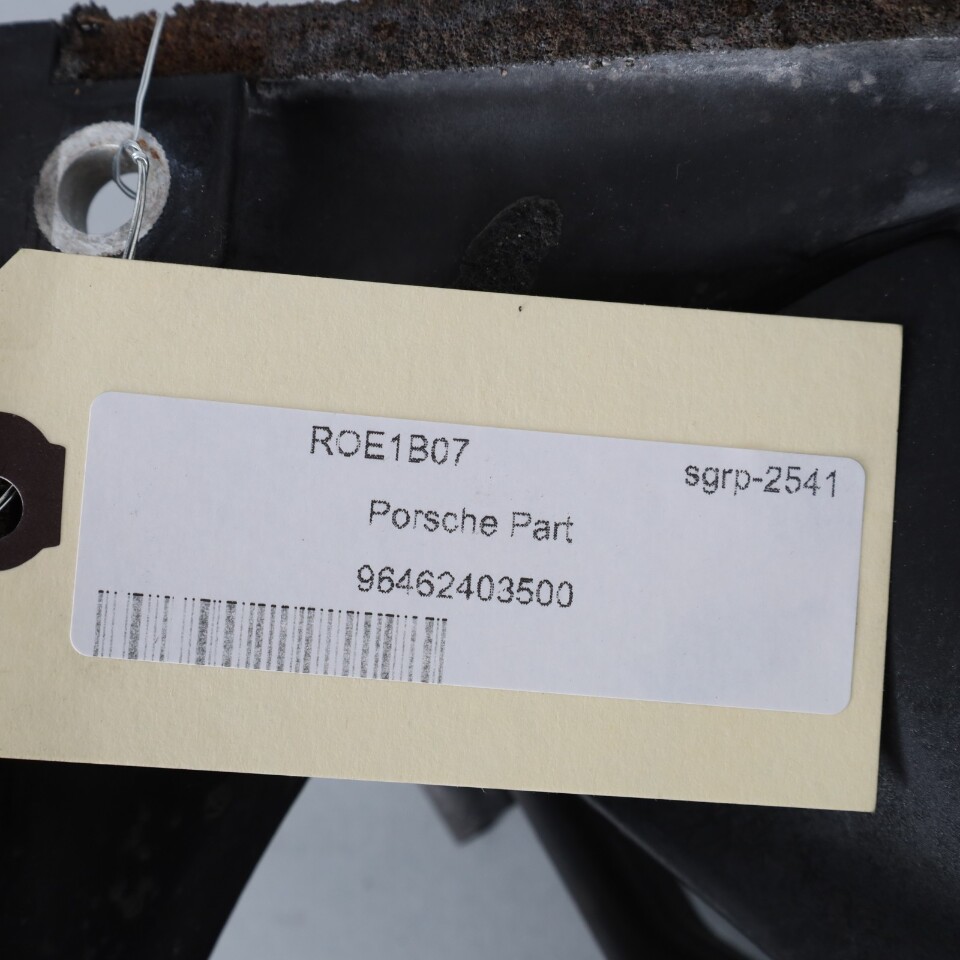 ROE1B07
sgrp-2541
Porsche Part
96462403500